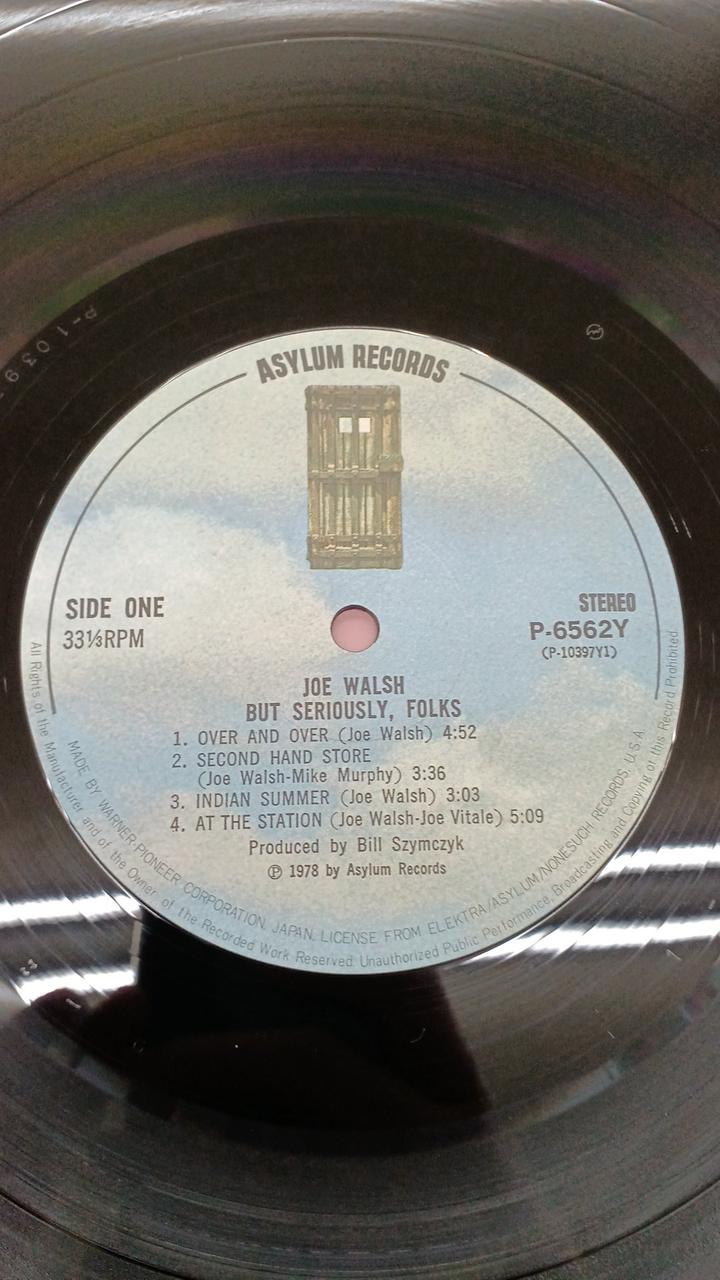 P-1039
ASYLUM RECORDS
SIDE ONE
33⅓RPM
STEREO
P-6562Y
(P-10397Y1)
JOE WALSH
BUT SERIOUSLY, FOLKS
1. OVER AND OVER (Joe Walsh) 4:52
2. SECOND HAND STORE
(Joe Walsh-Mike Murphy) 3:36
3. INDIAN SUMMER (Joe Walsh) 3:03
4. AT THE STATION (Joe Walsh-Joe Vitale) 5:09
Produced by Bill Szymczyk
℗ 1978 by Asylum Records
MADE BY WARNER-PIONEER CORPORATION, JAPAN. LICENSE FROM ELEKTRA/ASYLUM/NONESUCH RECORDS, U.S.A.
All Rights of the Manufacturer and of the Owner of the Recorded Work Reserved. Unauthorized Public Performance, Broadcasting and Copying of this Record Prohibited.